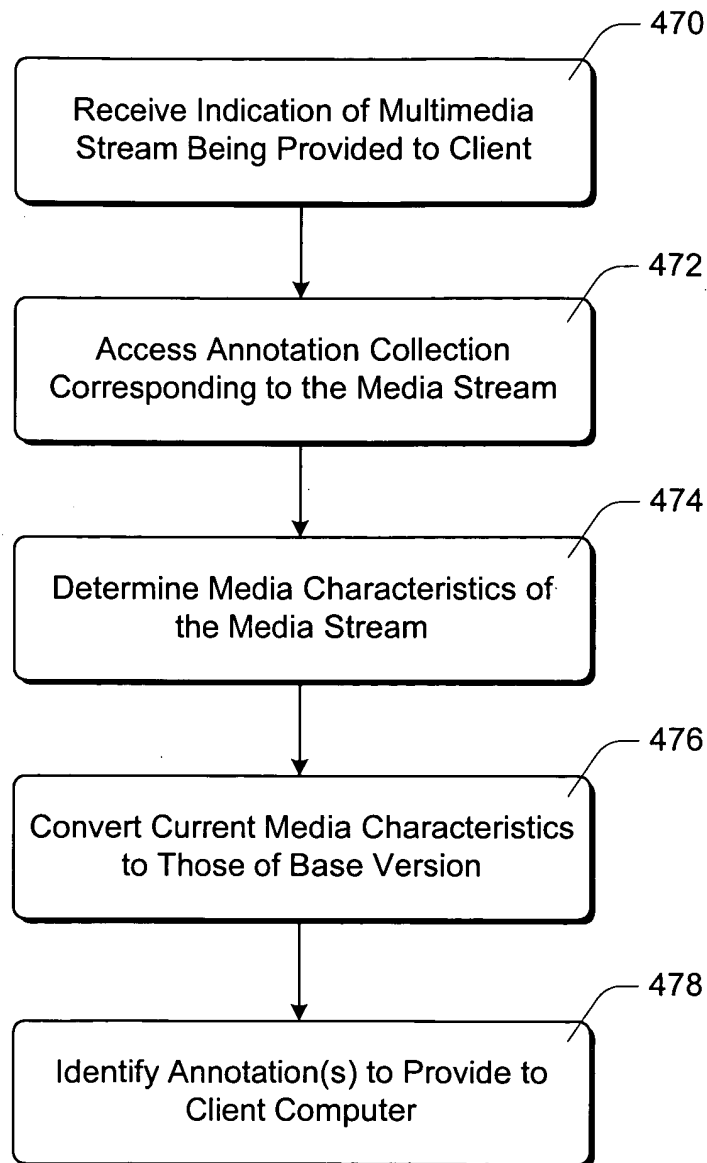 470
Receive Indication of Multimedia
Stream Being Provided to Client
472
Access Annotation Collection
Corresponding to the Media Stream
474
Determine Media Characteristics of
the Media Stream
476
Convert Current Media Characteristics
to Those of Base Version
478
Identify Annotation(s) to Provide to
Client Computer